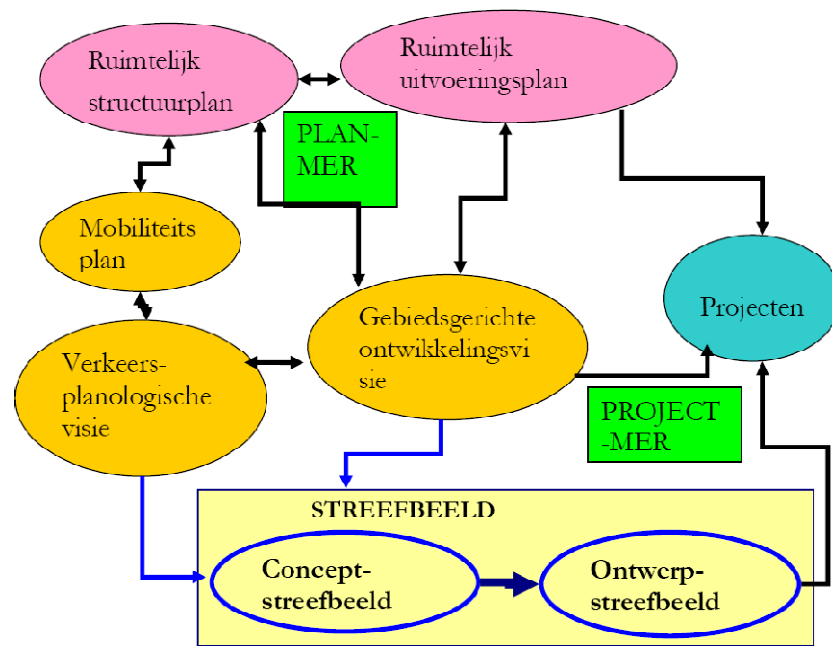 Ruimtelijk
structuurplan
Ruimtelijk
uitvoeringsplan
PLAN-
MER
Mobiliteits
plan
Gebiedsgerichte
ontwikkelingsvi
sie
Projecten
Verkeers-
planologische
visie
PROJECT
-MER
STREEFBEELD
Concept-
streefbeeld
Ontwerp-
streefbeeld